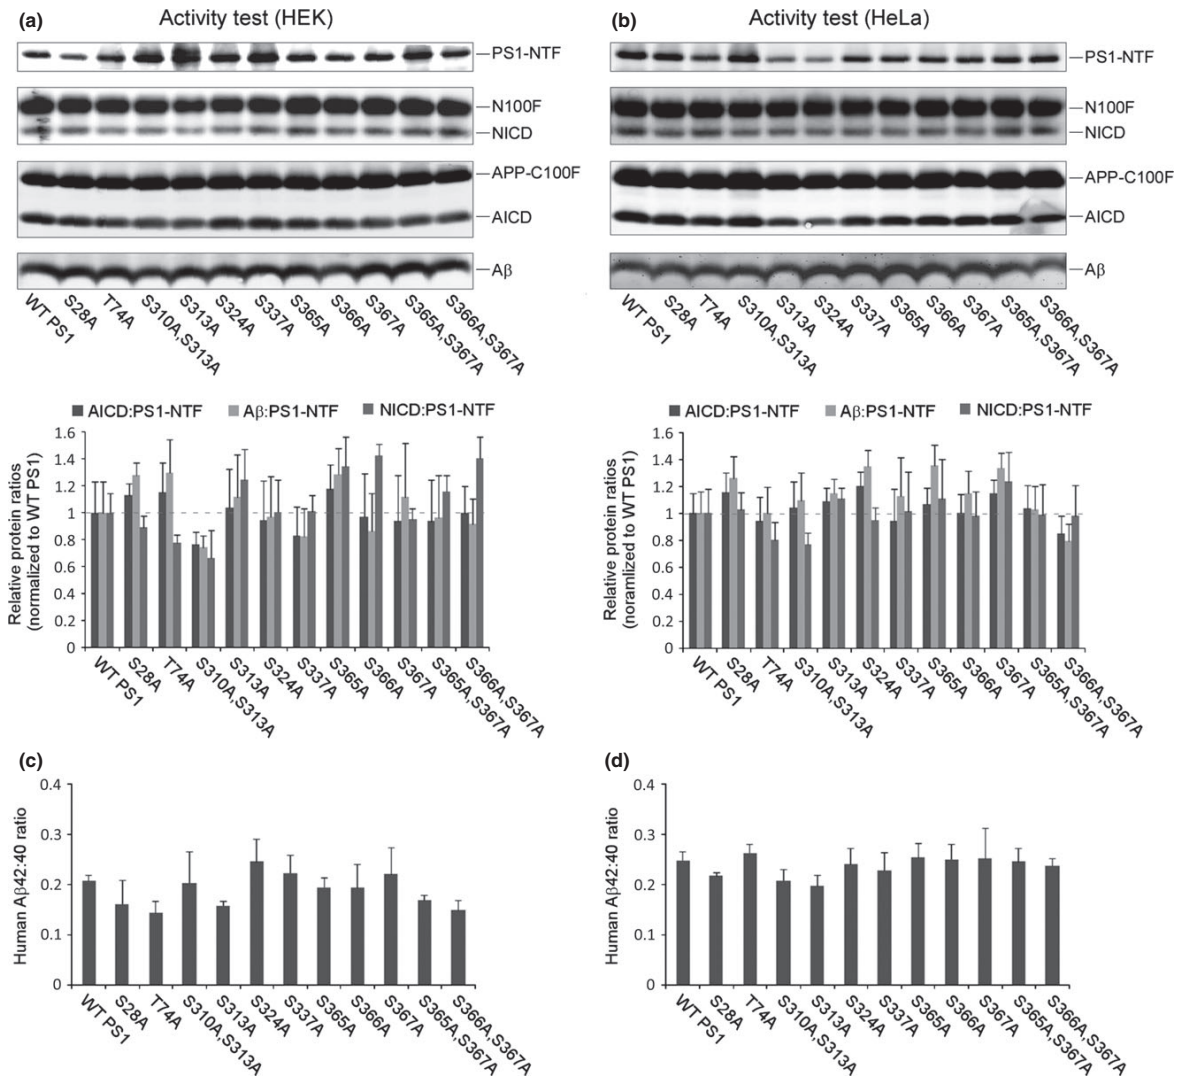 (a)
Activity test (HEK)
PS1-NTF
N100F
NICD
APP-C100F
AICD
Aβ
WT PS1
S28A
T74A
S310A,S313A
S313A
S324A
S337A
S365A
S366A
S367A
S365A,S367A
S366A,S367A
AICD:PS1-NTF
Aβ:PS1-NTF
NICD:PS1-NTF
Relative protein ratios
(normalized to WT PS1)
1.6
1.4
1.2
1
0.8
0.6
0.4
0.2
0
WT PS1
S28A
T74A
S310A,S313A
S313A
S324A
S337A
S365A
S366A
S367A
S365A,S367A
S366A,S367A
(b)
Activity test (HeLa)
PS1-NTF
N100F
NICD
APP-C100F
AICD
Aβ
WT PS1
S28A
T74A
S310A,S313A
S313A
S324A
S337A
S365A
S366A
S367A
S365A,S367A
S366A,S367A
AICD:PS1-NTF
Aβ:PS1-NTF
NICD:PS1-NTF
Relative protein ratios
(noramlized to WT PS1)
1.6
1.4
1.2
1
0.8
0.6
0.4
0.2
0
WT PS1
S28A
T74A
S310A,S313A
S313A
S324A
S337A
S365A
S366A
S367A
S365A,S367A
S366A,S367A
(c)
Human Aβ42:40 ratio
0.4
0.3
0.2
0.1
0
WT PS1
S28A
T74A
S310A,S313A
S313A
S324A
S337A
S365A
S366A
S367A
S365A,S367A
S366A,S367A
(d)
Human Aβ42:40 ratio
0.4
0.3
0.2
0.1
0
WT PS1
S28A
T74A
S310A,S313A
S313A
S324A
S337A
S365A
S366A
S367A
S365A,S367A
S366A,S367A